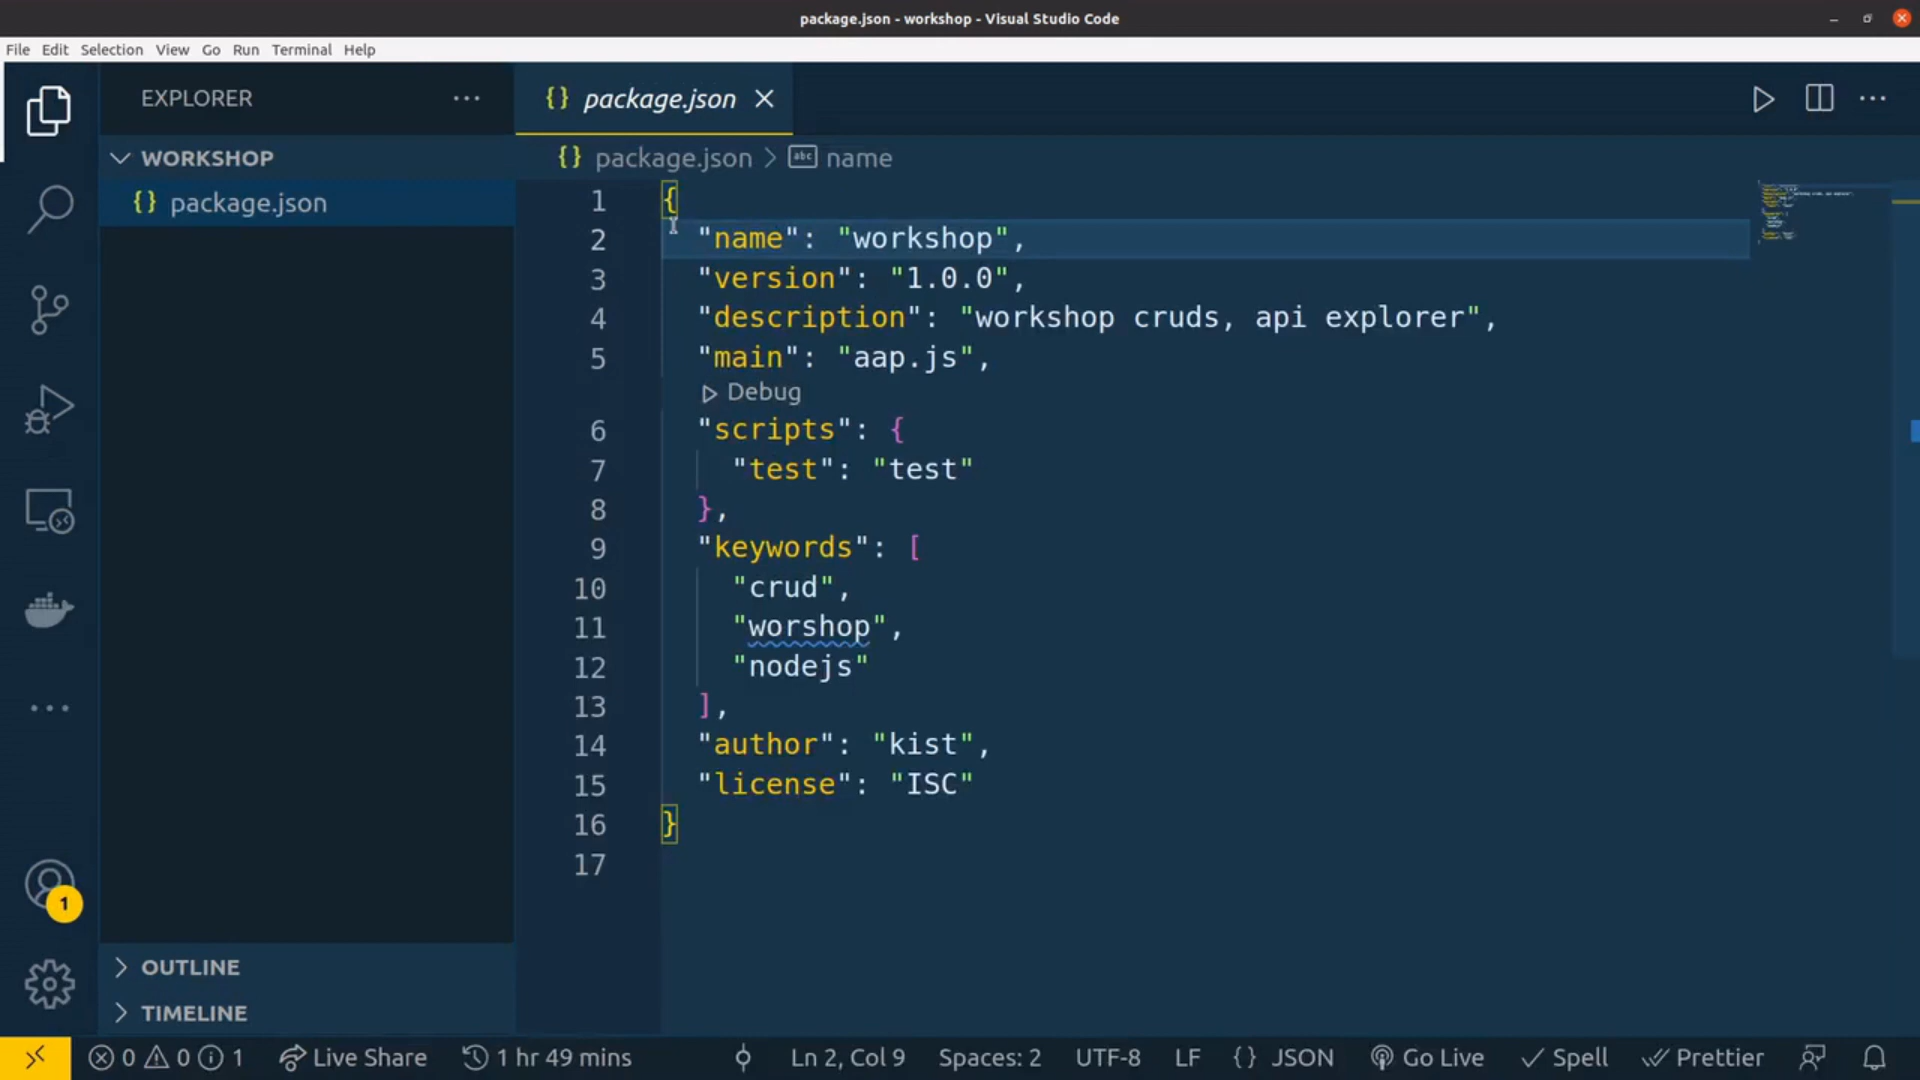 package.json - workshop - Visual Studio Code
File Edit Selection View Go Run Terminal Help
EXPLORER
WORKSHOP
{} package.json
OUTLINE
TIMELINE
1
{} package.json
{} package.json > abc name
1 {
2 "name": "workshop",
3 "version": "1.0.0",
4 "description": "workshop cruds, api explorer",
5 "main": "aap.js",
Debug
6 "scripts": {
7 "test": "test"
8 },
9 "keywords": [
10 "crud",
11 "worshop",
12 "nodejs"
13 ],
14 "author": "kist",
15 "license": "ISC"
16 }
17
0 0 1 Live Share 1 hr 49 mins Ln 2, Col 9 Spaces: 2 UTF-8 LF {} JSON Go Live Spell Prettier